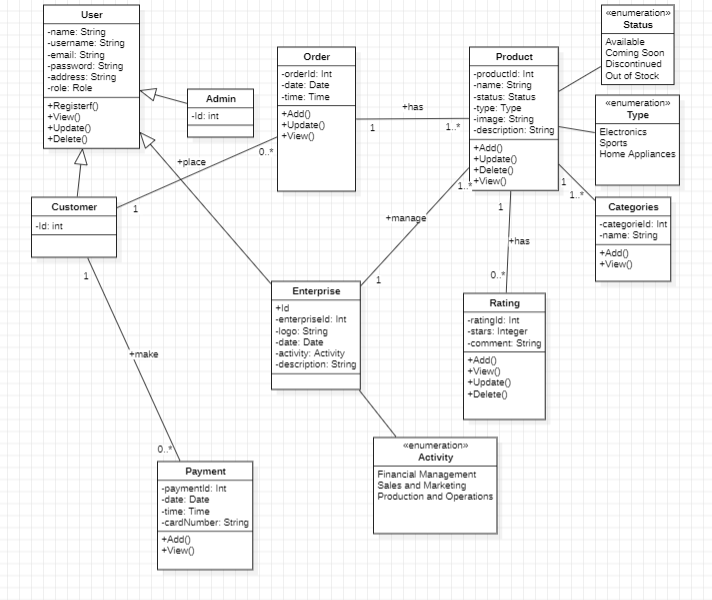 User
-name: String
-username: String
-email: String
-password: String
-address: String
-role: Role
+Registerf()
+View()
+Update()
+Delete()
Admin
-Id: int
Order
-orderId: Int
-date: Date
-time: Time
+Add()
+Update()
+View()
Product
-productId: Int
-name: String
-status: Status
-type: Type
-image: String
-description: String
+Add()
+Update()
+Delete()
+View()
«enumeration»
Status
Available
Coming Soon
Discontinued
Out of Stock
«enumeration»
Type
Electronics
Sports
Home Appliances
+has
1
1..*
+place
0..*
1
Customer
-Id: int
1..*
1
1..*
Categories
-categorieId: Int
-name: String
+Add()
+View()
+manage
1
1
+has
0..*
Enterprise
+Id
-enterpriseId: Int
-logo: String
-date: Date
-activity: Activity
-description: String
Rating
-ratingId: Int
-stars: Integer
-comment: String
+Add()
+View()
+Update()
+Delete()
1
+make
0..*
Payment
-paymentId: Int
-date: Date
-time: Time
-cardNumber: String
+Add()
+View()
«enumeration»
Activity
Financial Management
Sales and Marketing
Production and Operations